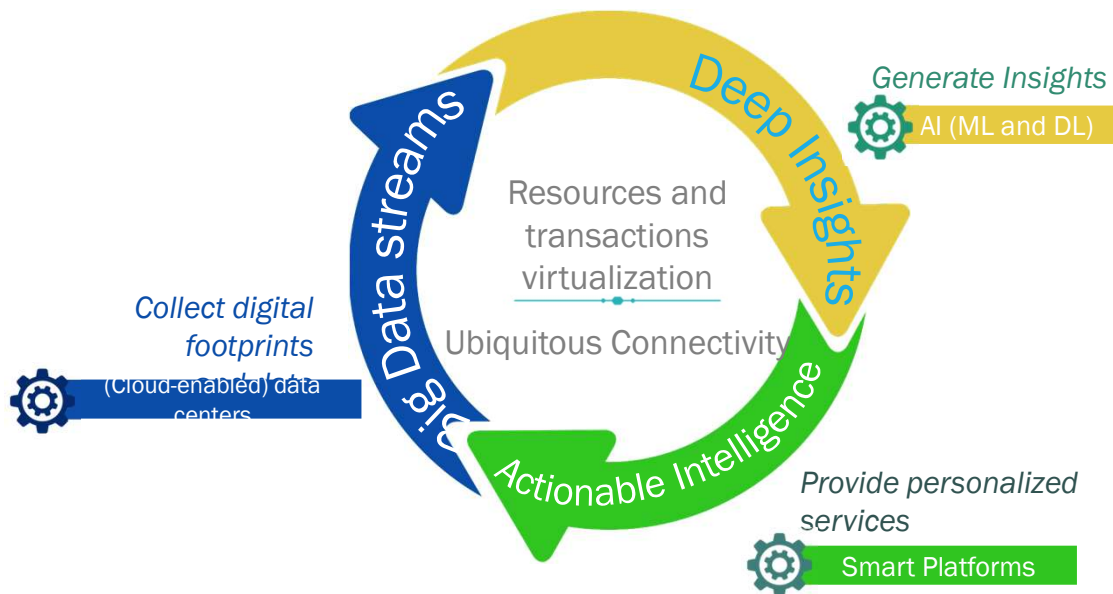 Deep Insights
Generate Insights
AI (ML and DL)
Big Data streams
Resources and
transactions
virtualization
Ubiquitous Connectivity
Collect digital
footprints
(Cloud-enabled) data
centers
Actionable Intelligence
Provide personalized
services
Smart Platforms